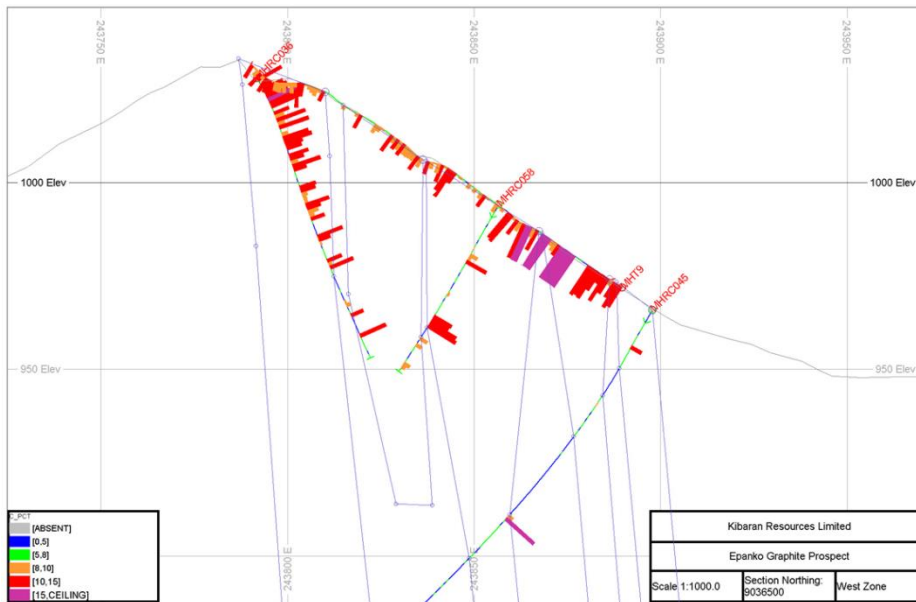 243750 E
243800 E
243850 E
243900 E
243950 E
MHRC036
1000 Elev
1000 Elev
MHRC058
MHT9
MHRC045
950 Elev
950 Elev
C_PCT
[ABSENT]
[0,5]
[5,8]
[8,10]
[10,15]
[15,CEILING]
243800 E
243850 E
Kibaran Resources Limited
Epanko Graphite Prospect
Scale 1:1000.0
Section Northing:
9036500
West Zone